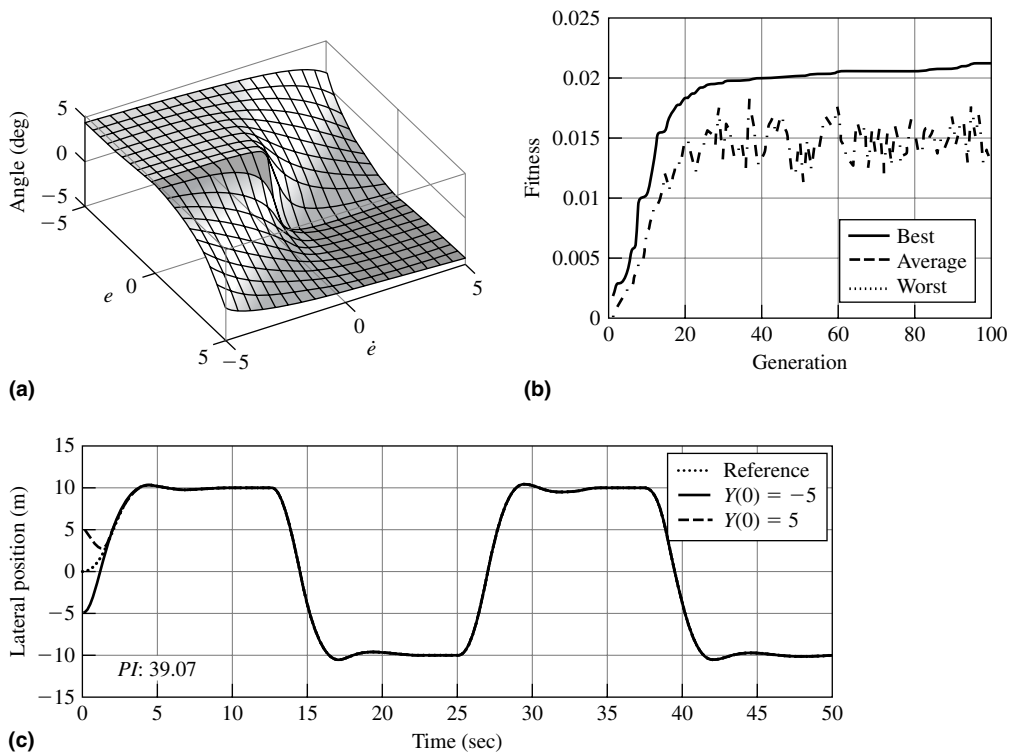 Angle (deg)
5
0
−5
−5
e 0
5
−5
0
ė
5
(a)
0.025
0.02
0.015
0.01
0.005
0
Fitness
Best
Average
Worst
0 20 40 60 80 100
Generation
(b)
15
10
5
0
−5
−10
−15
Lateral position (m)
Reference
Y(0) = −5
Y(0) = 5
PI: 39.07
0 5 10 15 20 25 30 35 40 45 50
Time (sec)
(c)